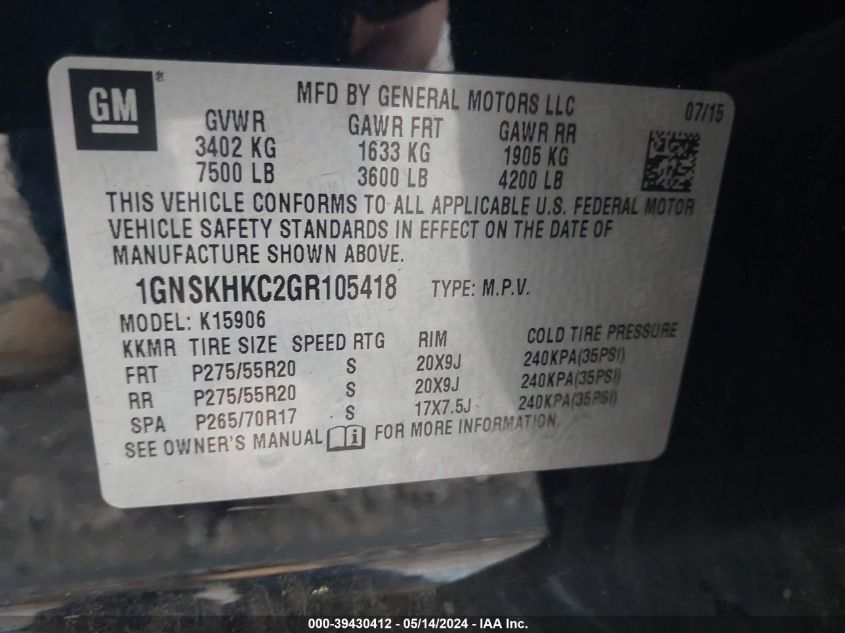 GM®
MFD BY GENERAL MOTORS LLC 07/15
GVWR GAWR FRT GAWR RR
3402 KG 1633 KG 1905 KG
7500 LB 3600 LB 4200 LB
THIS VEHICLE CONFORMS TO ALL APPLICABLE U.S. FEDERAL MOTOR
VEHICLE SAFETY STANDARDS IN EFFECT ON THE DATE OF
MANUFACTURE SHOWN ABOVE.
1GNSKHKC2GR105418 TYPE: M.P.V.
MODEL: K15906
KKMR TIRE SIZE SPEED RTG RIM COLD TIRE PRESSURE
FRT P275/55R20 S 20X9J 240KPA(35PSI)
RR P275/55R20 S 20X9J 240KPA(35PSI)
SPA P265/70R17 S 17X7.5J 240KPA(35PSI)
SEE OWNER'S MANUAL i FOR MORE INFORMATION.
000-39430412 - 05/14/2024 - IAA Inc.